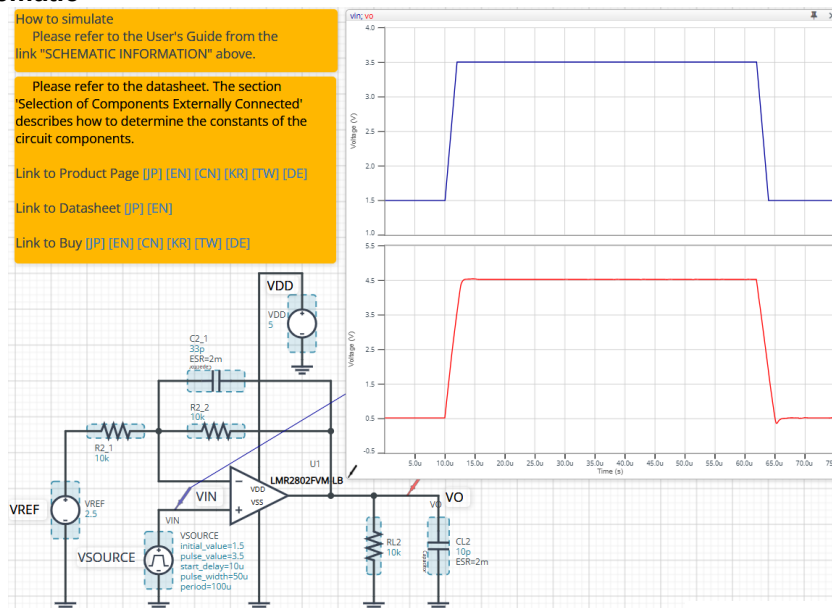 How to simulate
Please refer to the User's Guide from the
link "SCHEMATIC INFORMATION" above.
Please refer to the datasheet. The section
'Selection of Components Externally Connected'
describes how to determine the constants of the
circuit components.
Link to Product Page [JP] [EN] [CN] [KR] [TW] [DE]
Link to Datasheet [JP] [EN]
Link to Buy [JP] [EN] [CN] [KR] [TW] [DE]
vin; vo
4.0
3.5
3.0
2.5
2.0
1.5
1.0
Voltage (V)
5.5
4.5
3.5
2.5
1.5
0.5
-0.5
Voltage (V)
5.0u 10.0u 15.0u 20.0u 25.0u 30.0u 35.0u 40.0u 45.0u 50.0u 55.0u 60.0u 65.0u 70.0u
Time (s)
VDD
VDD
5
C2_1
33p
ESR=2m
R2_2
10k
R2_1
10k
U1
LMR2802FVM-LB
VDD
VSS
VIN
VIN
VREF
VREF
2.5
VSOURCE
VSOURCE
initial_value=1.5
pulse_value=3.5
start_delay=10u
pulse_width=50u
period=100u
VO
VO
RL2
10k
CL2
10p
ESR=2m